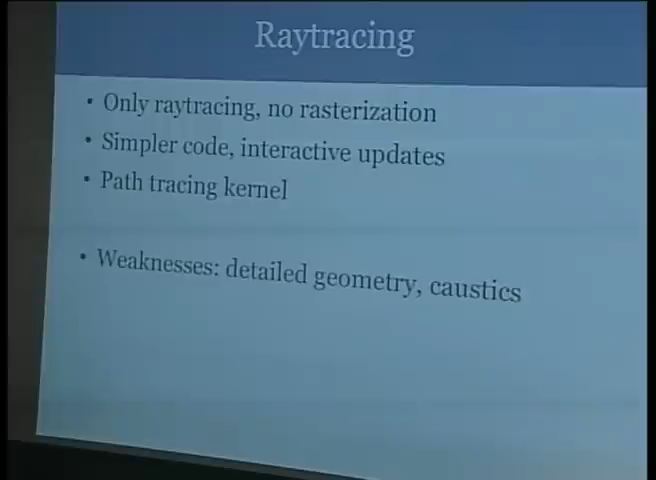 Raytracing
• Only raytracing, no rasterization
• Simpler code, interactive updates
• Path tracing kernel
• Weaknesses: detailed geometry, caustics